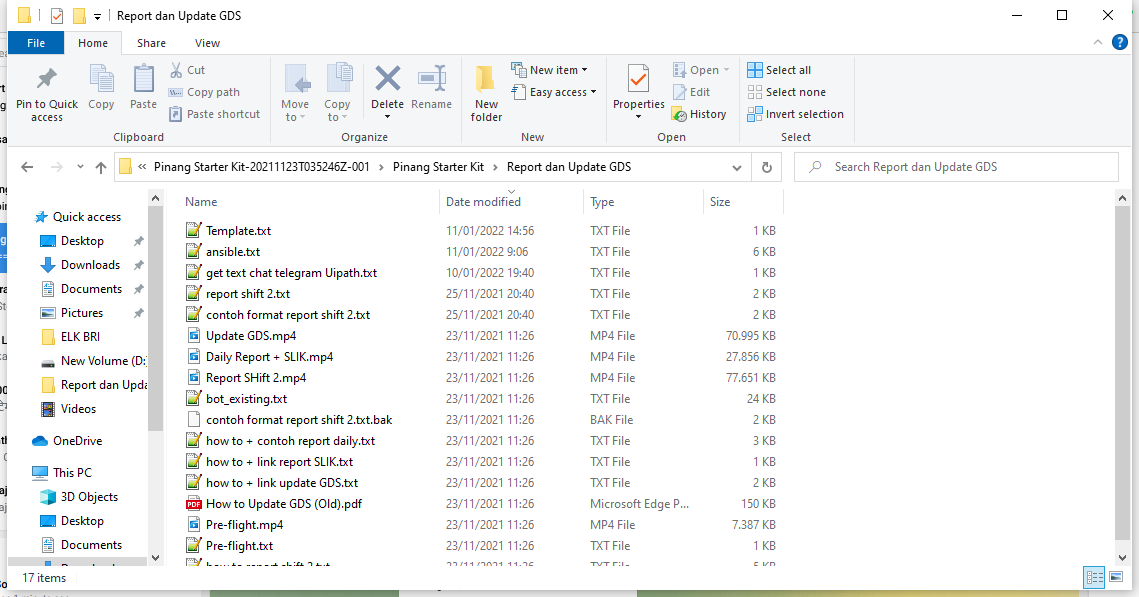 Report dan Update GDS
File Home Share View
Pin to Quick access
Copy
Paste
Cut
Copy path
Paste shortcut
Clipboard
Move to
Copy to
Delete
Rename
Organize
New folder
New item
Easy access
New
Properties
Open
Edit
History
Open
Select all
Select none
Invert selection
Select
« Pinang Starter Kit-20211123T035246Z-001 > Pinang Starter Kit > Report dan Update GDS
Search Report dan Update GDS
Quick access
Desktop
Downloads
Documents
Pictures
ELK BRI
New Volume (D:)
Report dan Upda
Videos
OneDrive
This PC
3D Objects
Desktop
Documents
Name Date modified Type Size
Template.txt 11/01/2022 14:56 TXT File 1 KB
ansible.txt 11/01/2022 9:06 TXT File 6 KB
get text chat telegram Uipath.txt 10/01/2022 19:40 TXT File 1 KB
report shift 2.txt 25/11/2021 20:40 TXT File 2 KB
contoh format report shift 2.txt 25/11/2021 20:40 TXT File 2 KB
Update GDS.mp4 23/11/2021 11:26 MP4 File 70.995 KB
Daily Report + SLIK.mp4 23/11/2021 11:26 MP4 File 27.856 KB
Report SHift 2.mp4 23/11/2021 11:26 MP4 File 77.651 KB
bot_existing.txt 23/11/2021 11:26 TXT File 24 KB
contoh format report shift 2.txt.bak 23/11/2021 11:26 BAK File 2 KB
how to + contoh report daily.txt 23/11/2021 11:26 TXT File 3 KB
how to + link report SLIK.txt 23/11/2021 11:26 TXT File 1 KB
how to + link update GDS.txt 23/11/2021 11:26 TXT File 2 KB
How to Update GDS (Old).pdf 23/11/2021 11:26 Microsoft Edge P... 150 KB
Pre-flight.mp4 23/11/2021 11:26 MP4 File 7.387 KB
Pre-flight.txt 23/11/2021 11:26 TXT File 1 KB
how to report shift 2.txt 23/11/2021 11:26 TXT File 5 KB
17 items